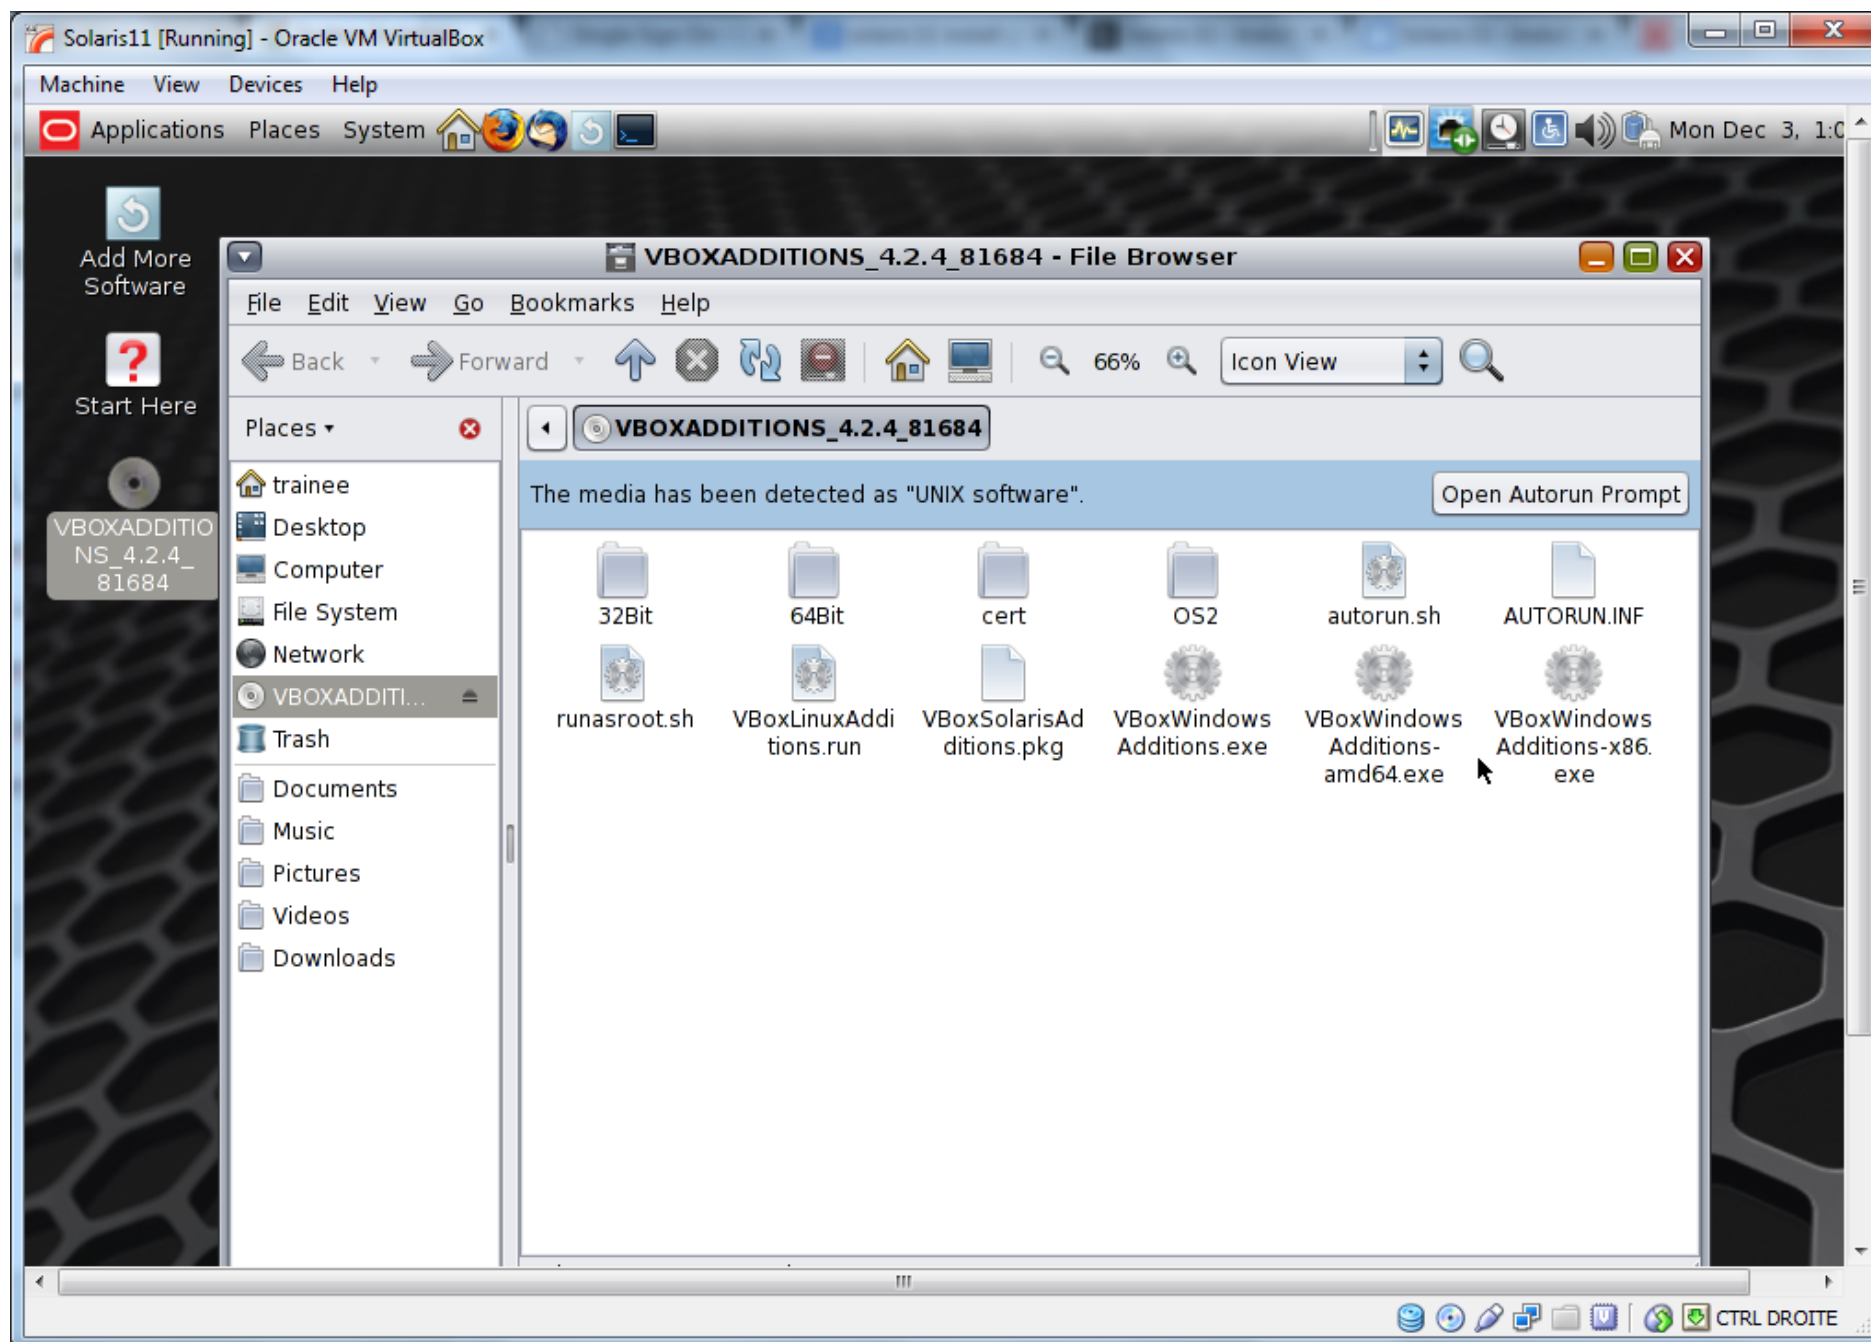 Solaris11 [Running] - Oracle VM VirtualBox
Machine View Devices Help
Applications Places System
Mon Dec 3, 1:0
Add More
Software
Start Here
VBOXADDITIO
NS_4.2.4_
81684
VBOXADDITIONS_4.2.4_81684 - File Browser
File Edit View Go Bookmarks Help
Back Forward 66% Icon View
Places
VBOXADDITIONS_4.2.4_81684
trainee
Desktop
Computer
File System
Network
VBOXADDITI...
Trash
Documents
Music
Pictures
Videos
Downloads
The media has been detected as "UNIX software".
Open Autorun Prompt
32Bit
64Bit
cert
OS2
autorun.sh
AUTORUN.INF
runasroot.sh
VBoxLinuxAddi
tions.run
VBoxSolarisAd
ditions.pkg
VBoxWindows
Additions.exe
VBoxWindows
Additions-
amd64.exe
VBoxWindows
Additions-x86.
exe
CTRL DROITE